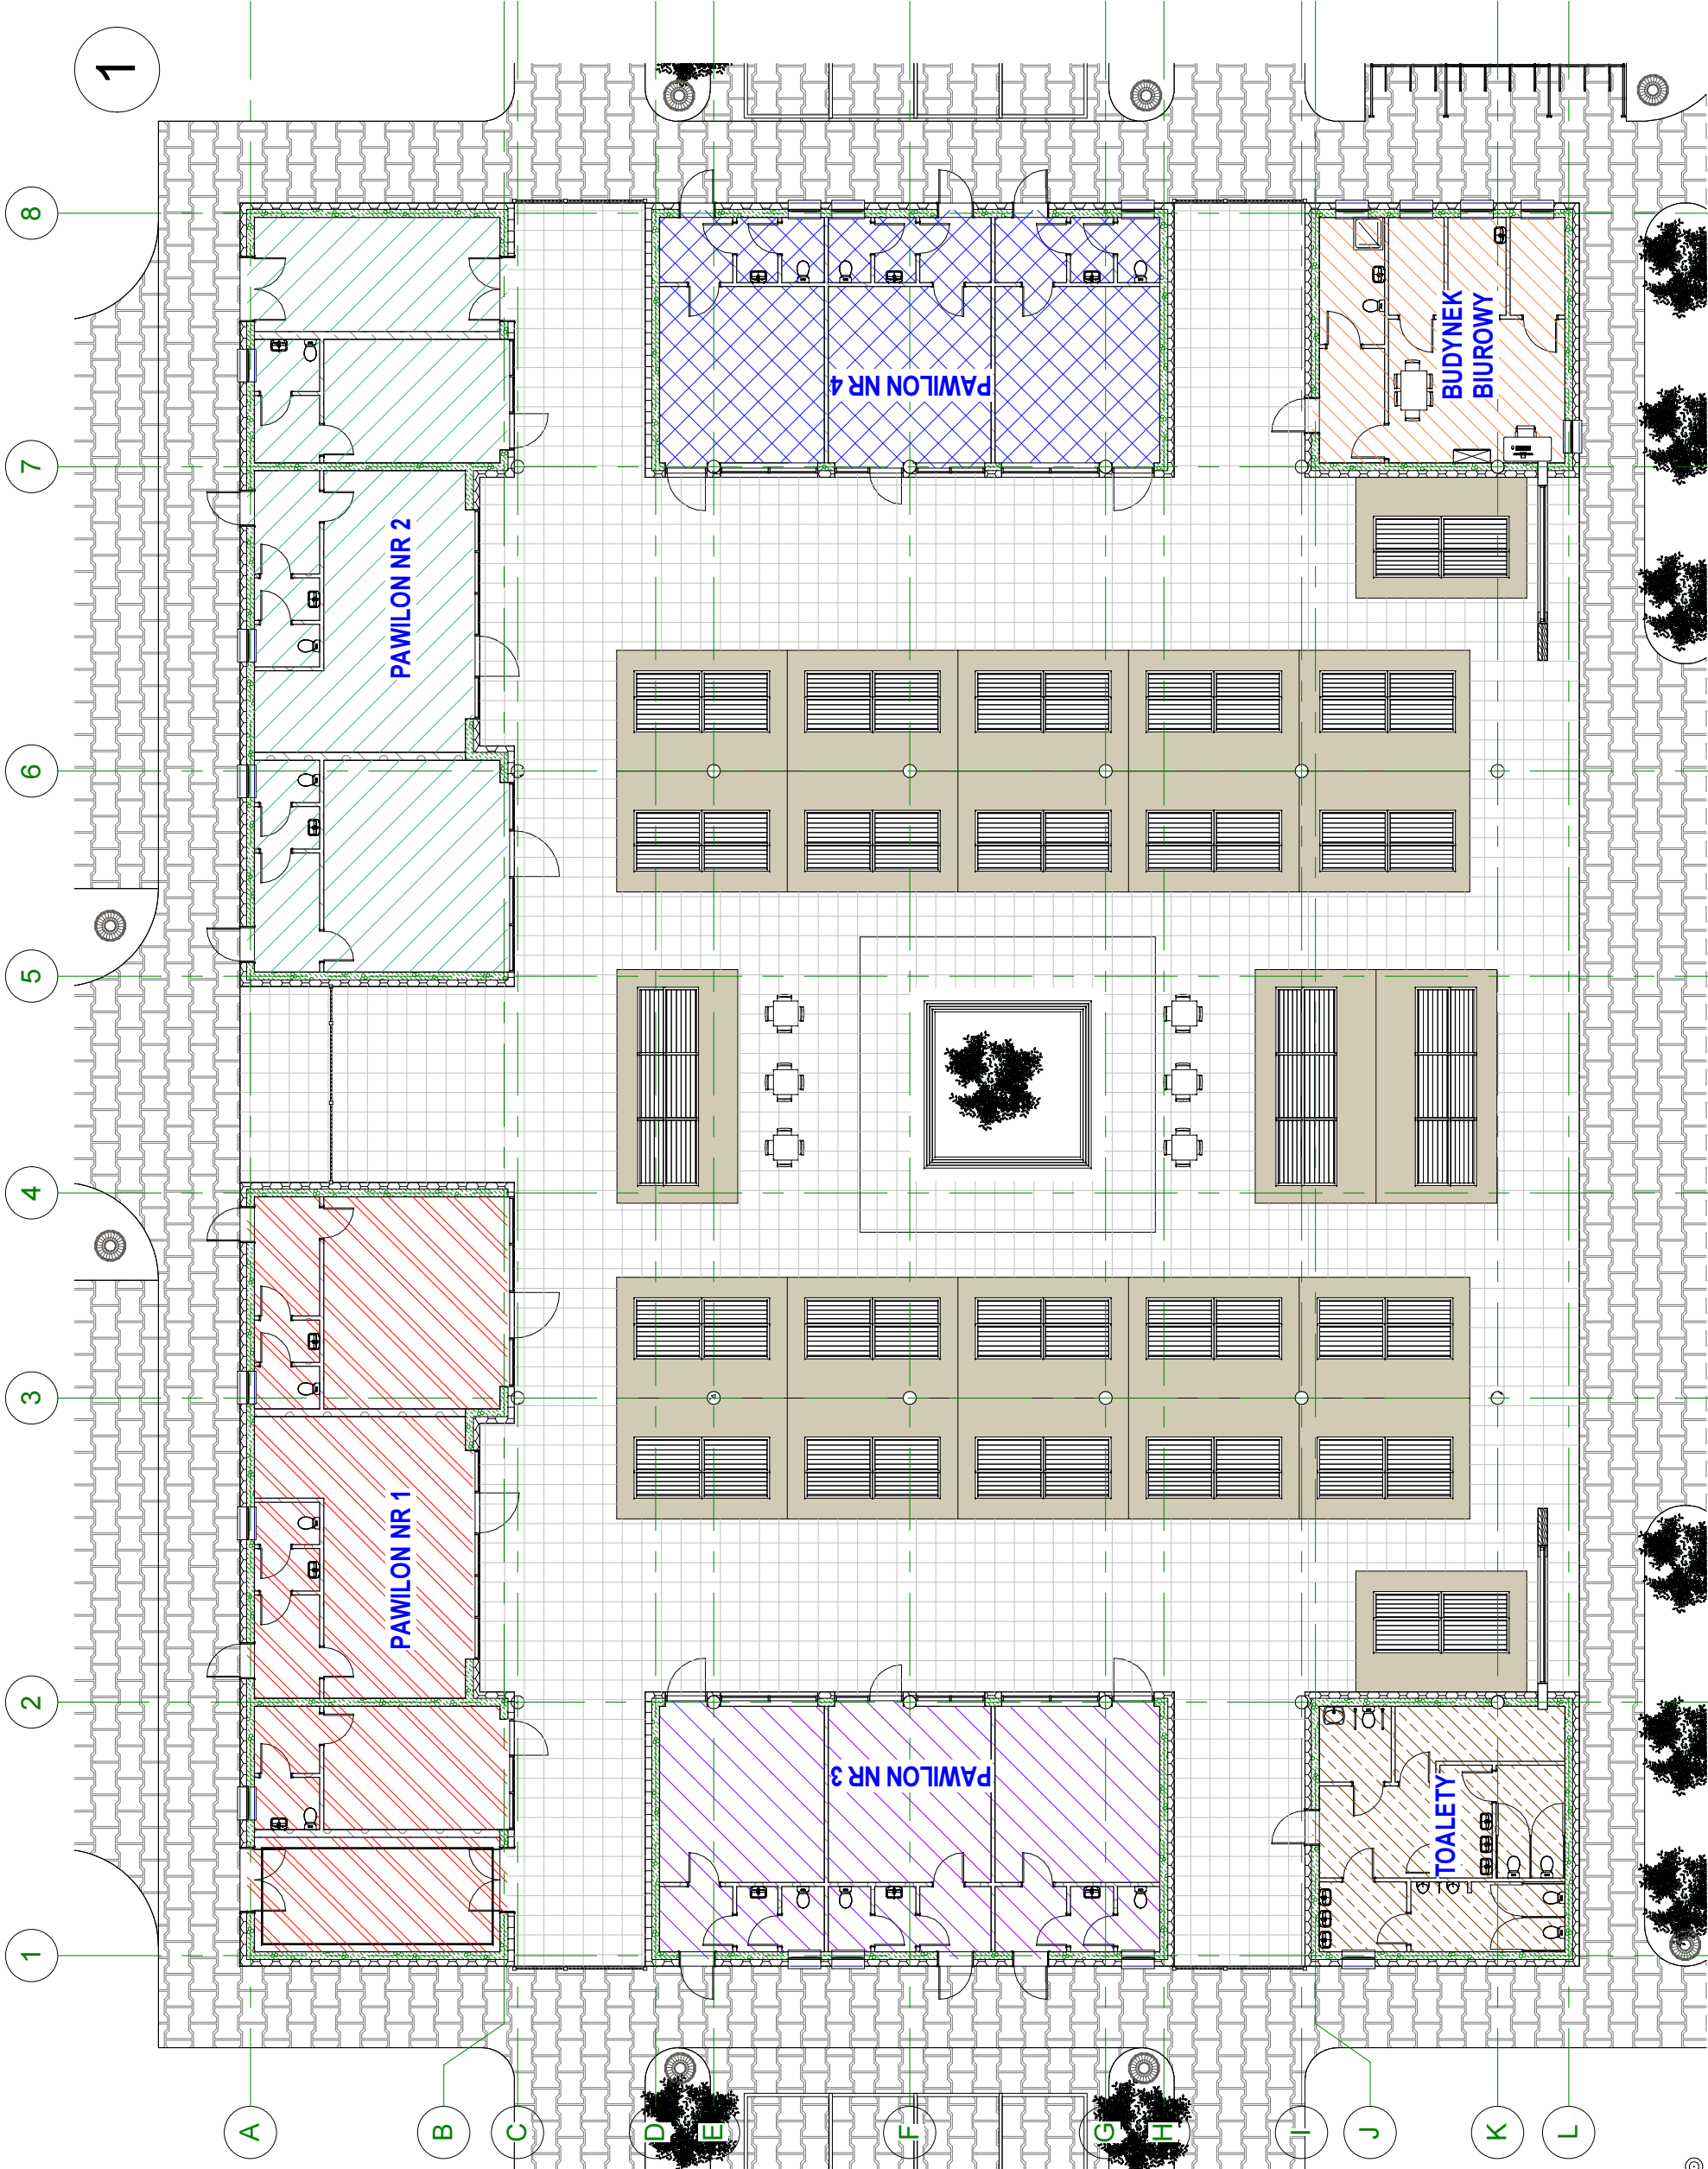 1
8
7
6
5
4
3
2
1
PAWILON NR 2
PAWILON NR 4
BUDYNEK
BIUROWY
PAWILON NR 1
PAWILON NR 3
TOALETY
A
B
C
D
E
F
G
H
I
J
K
L